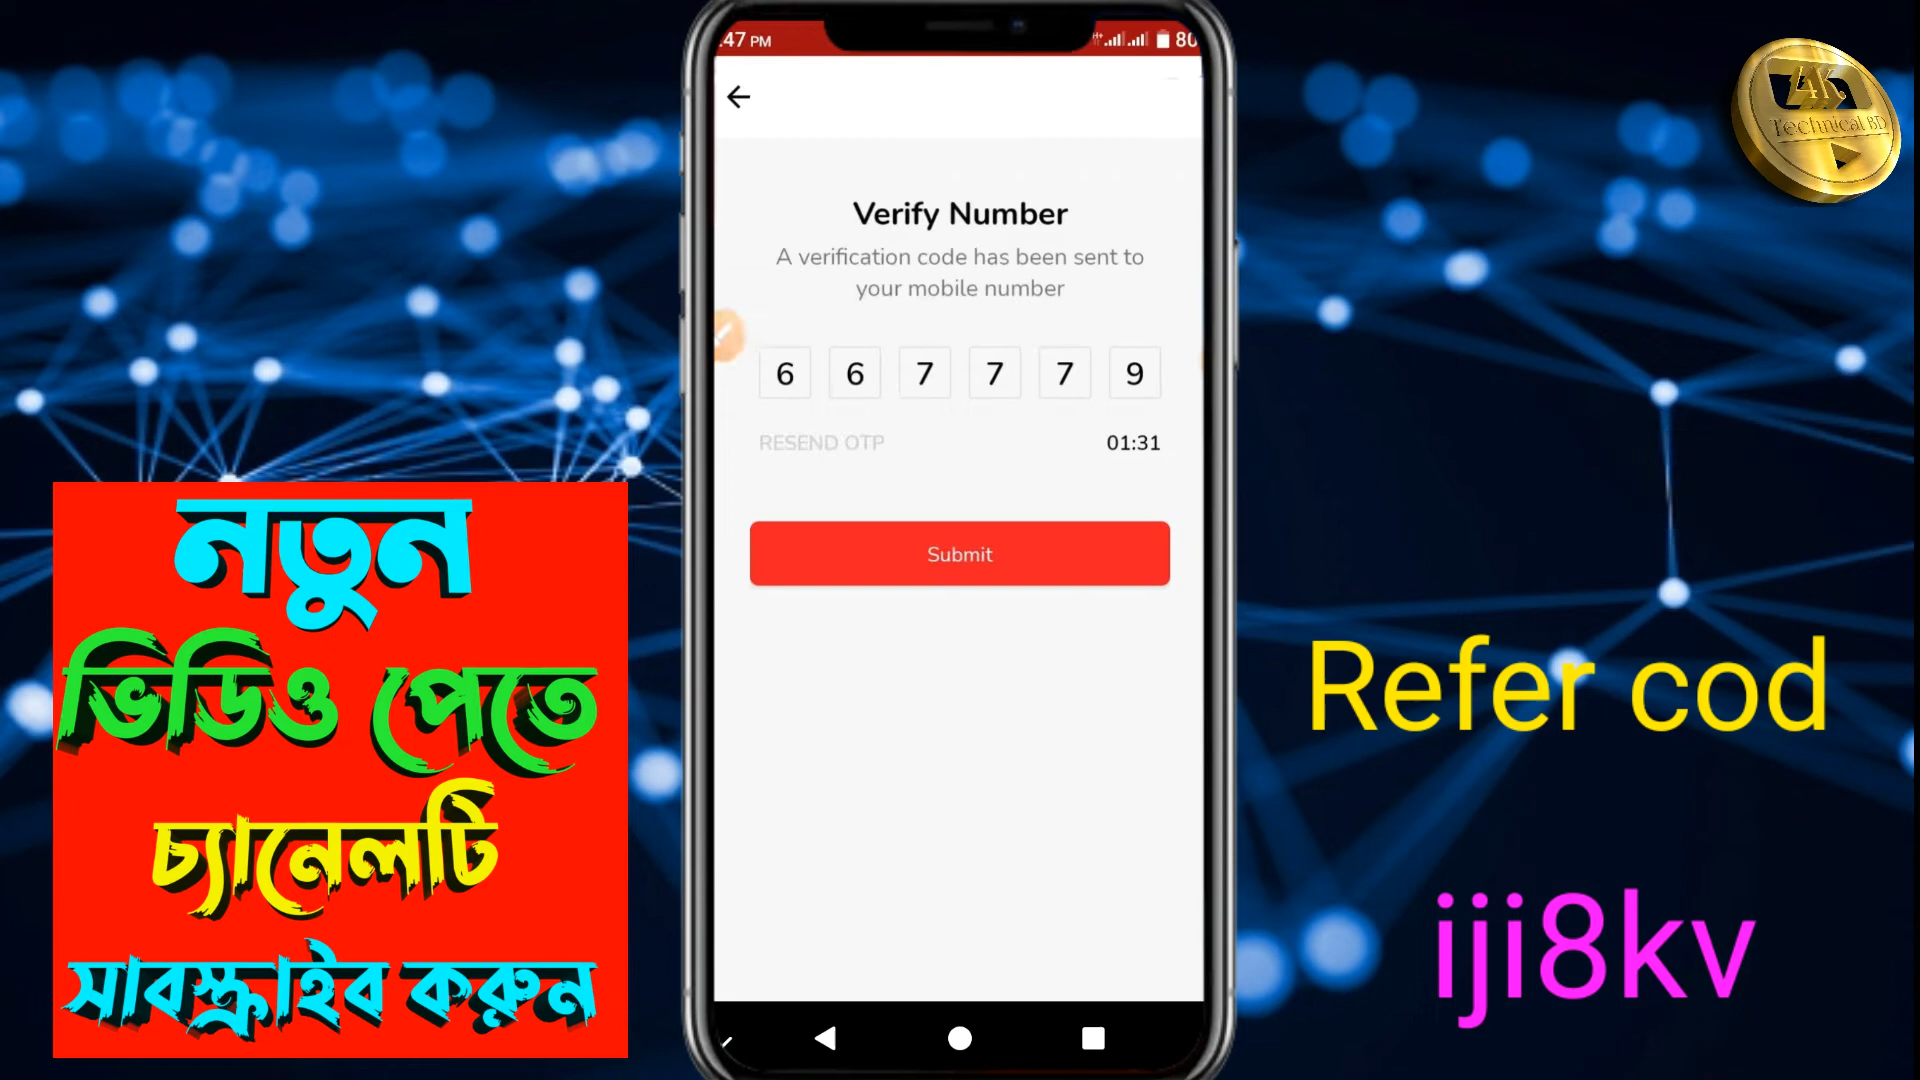 :47 PM
80
4K
Technical BD
Verify Number
A verification code has been sent to
your mobile number
6 6 7 7 7 9
RESEND OTP 01:31
Submit
নতুন
ভিডিও পেতে
চ্যানেলটি
সাবস্ক্রাইব করুন
Refer cod
iji8kv